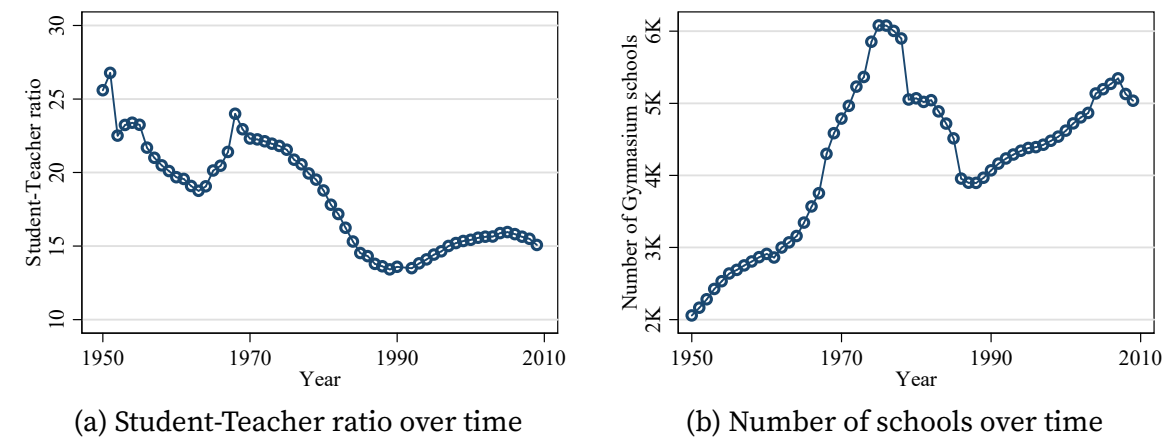 Student-Teacher ratio
30
25
20
15
10
1950 1970 1990 2010
Year
(a) Student-Teacher ratio over time
Number of Gymnasium schools
6K
5K
4K
3K
2K
1950 1970 1990 2010
Year
(b) Number of schools over time